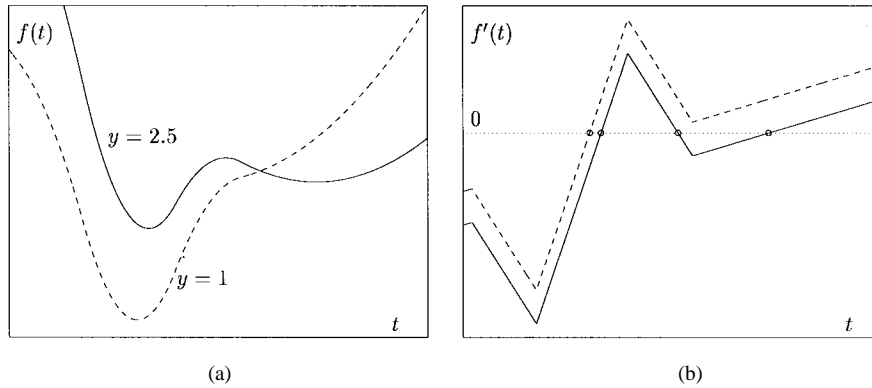 f(t)
y = 2.5
y = 1
t
(a)
f'(t)
0
t
(b)